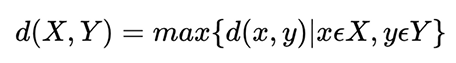 d(X, Y) = max{d(x, y)|xϵX, yϵY}